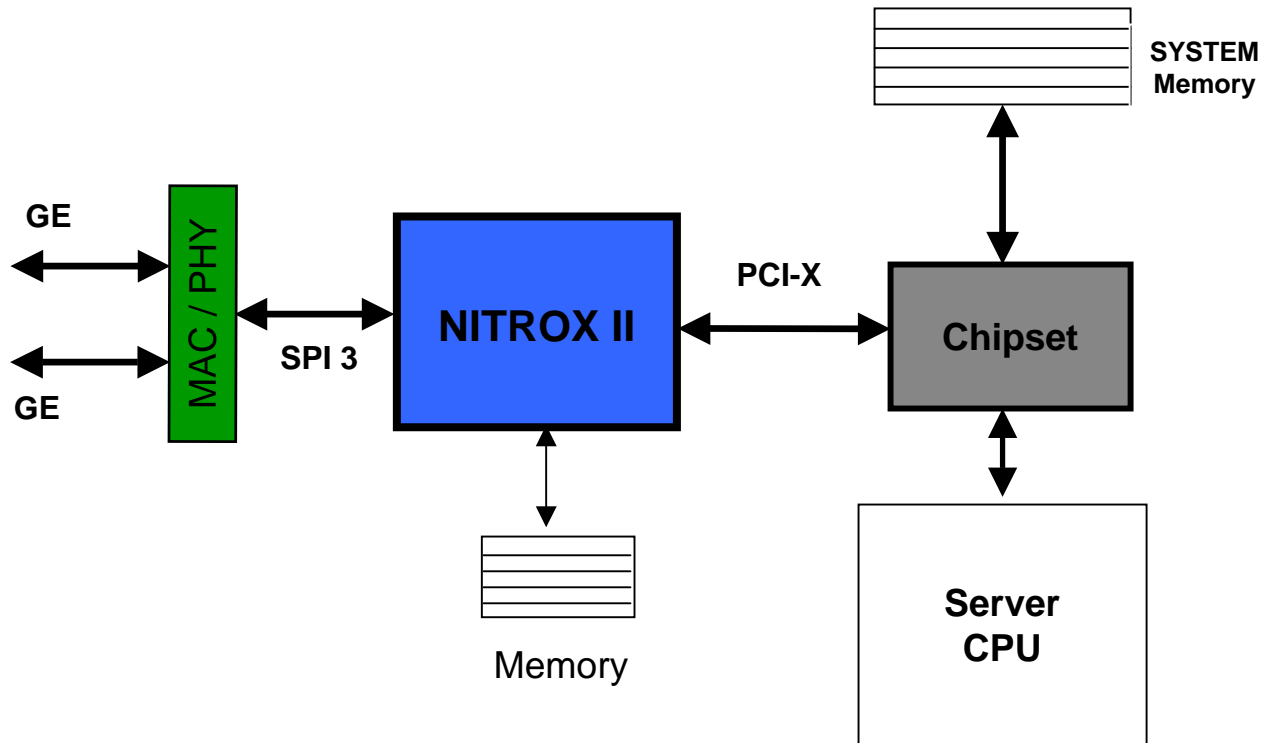 SYSTEM
Memory
GE
MAC / PHY
PCI-X
NITROX II
Chipset
SPI 3
GE
Server
CPU
Memory